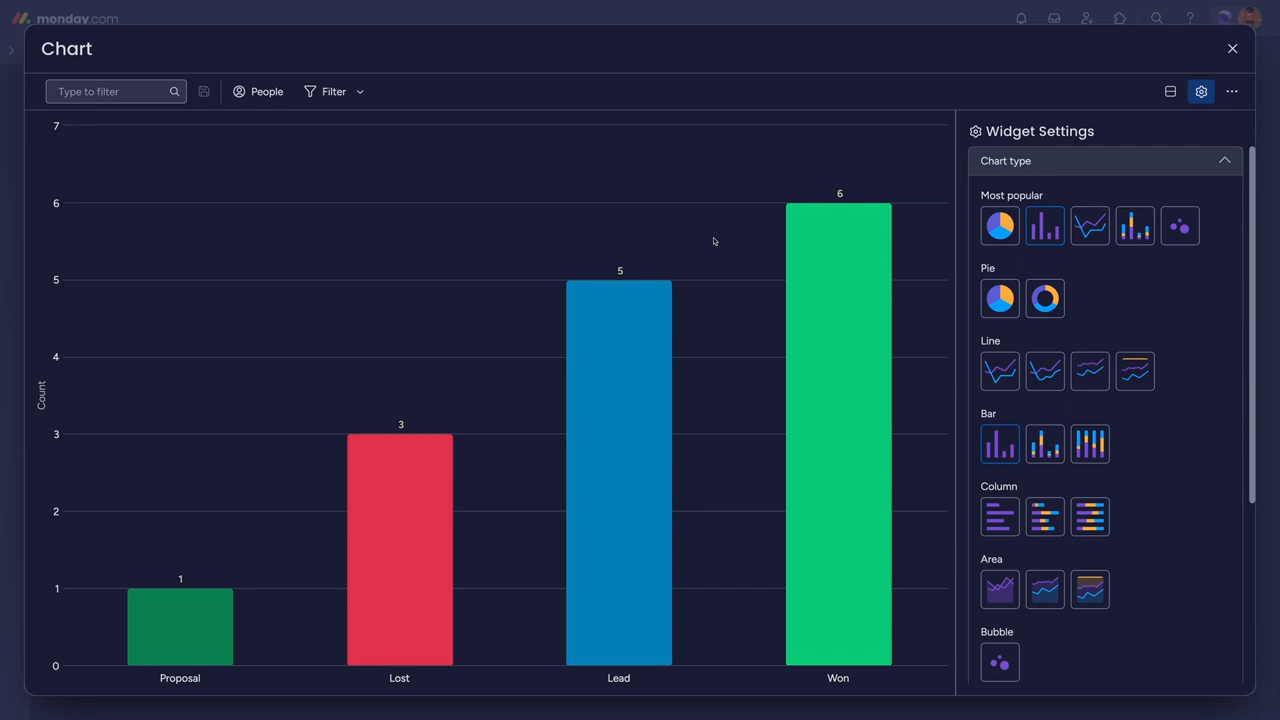 monday.com
Chart
Type to filter
People
Filter
7
6
5
4
3
2
1
0
Count
1
3
5
6
Proposal
Lost
Lead
Won
Widget Settings
Chart type
Most popular
Pie
Line
Bar
Column
Area
Bubble